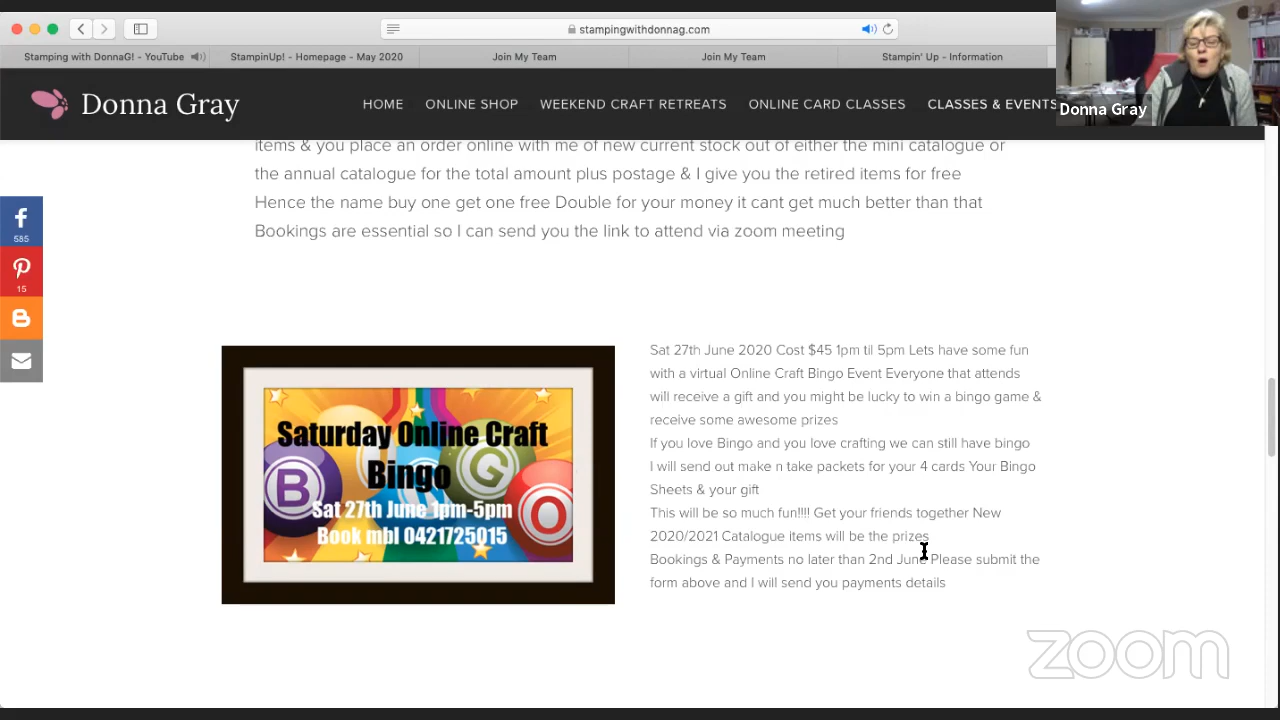 stampingwithdonnag.com
Stamping with DonnaG! - YouTube
StampinUp! - Homepage - May 2020
Join My Team
Join My Team
Stampin' Up - Information
Donna Gray
Donna Gray
HOME
ONLINE SHOP
WEEKEND CRAFT RETREATS
ONLINE CARD CLASSES
CLASSES & EVENTS
items & you place an order online with me of new current stock out of either the mini catalogue or
the annual catalogue for the total amount plus postage & I give you the retired items for free
Hence the name buy one get one free Double for your money it cant get much better than that
Bookings are essential so I can send you the link to attend via zoom meeting
585
15
Saturday Online Craft
Bingo
B
I
N
G
O
Sat 27th June 1pm-5pm
Book mbl 0421725015
Sat 27th June 2020 Cost $45 1pm til 5pm Lets have some fun
with a virtual Online Craft Bingo Event Everyone that attends
will receive a gift and you might be lucky to win a bingo game &
receive some awesome prizes
If you love Bingo and you love crafting we can still have bingo
I will send out make n take packets for your 4 cards Your Bingo
Sheets & your gift
This will be so much fun!!!! Get your friends together New
2020/2021 Catalogue items will be the prizes
Bookings & Payments no later than 2nd June Please submit the
form above and I will send you payments details
zoom